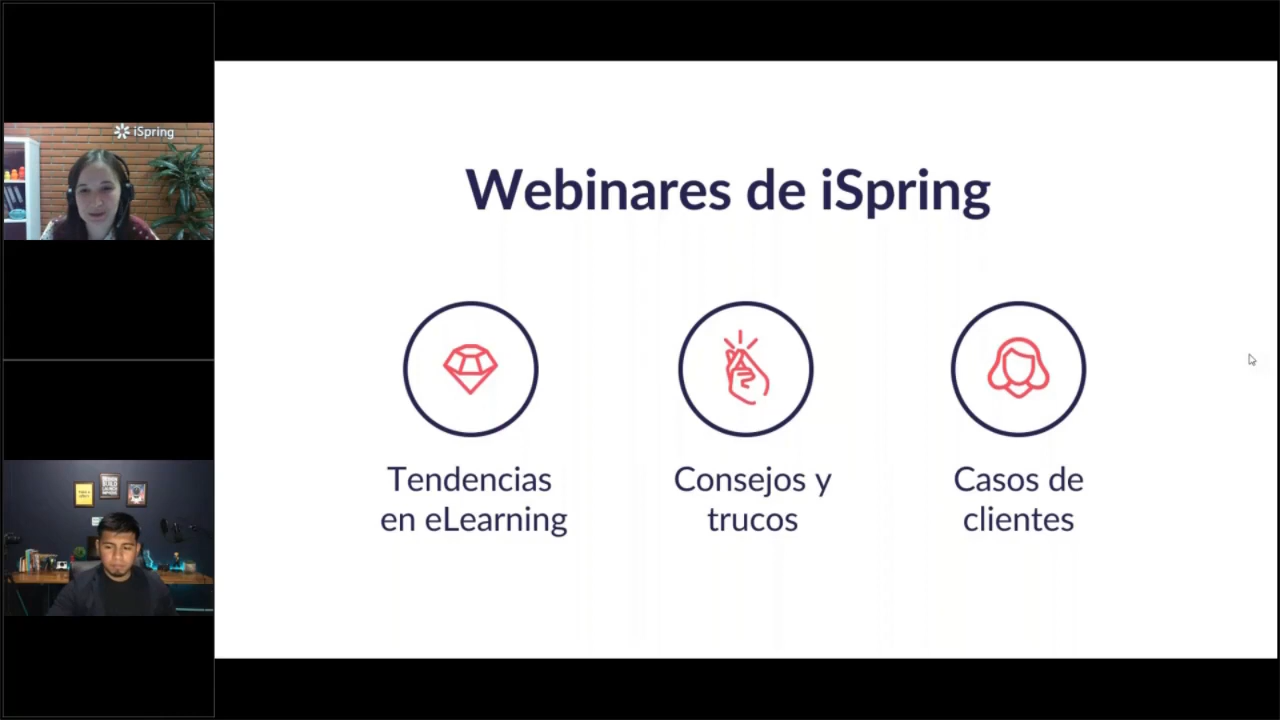 iSpring
Webinares de iSpring
Tendencias
en eLearning
Consejos y
trucos
Casos de
clientes